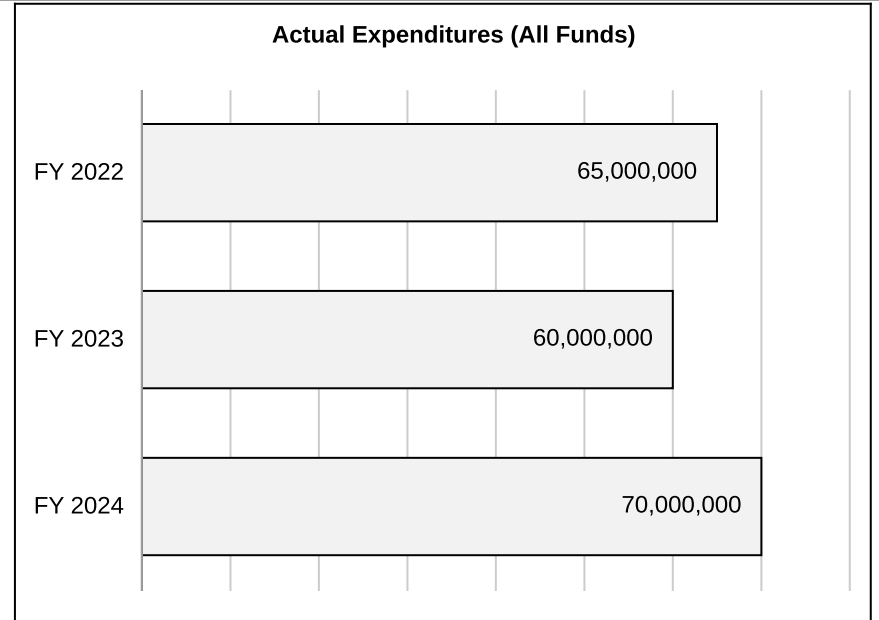 Actual Expenditures (All Funds)
FY 2022
65,000,000
FY 2023
60,000,000
FY 2024
70,000,000